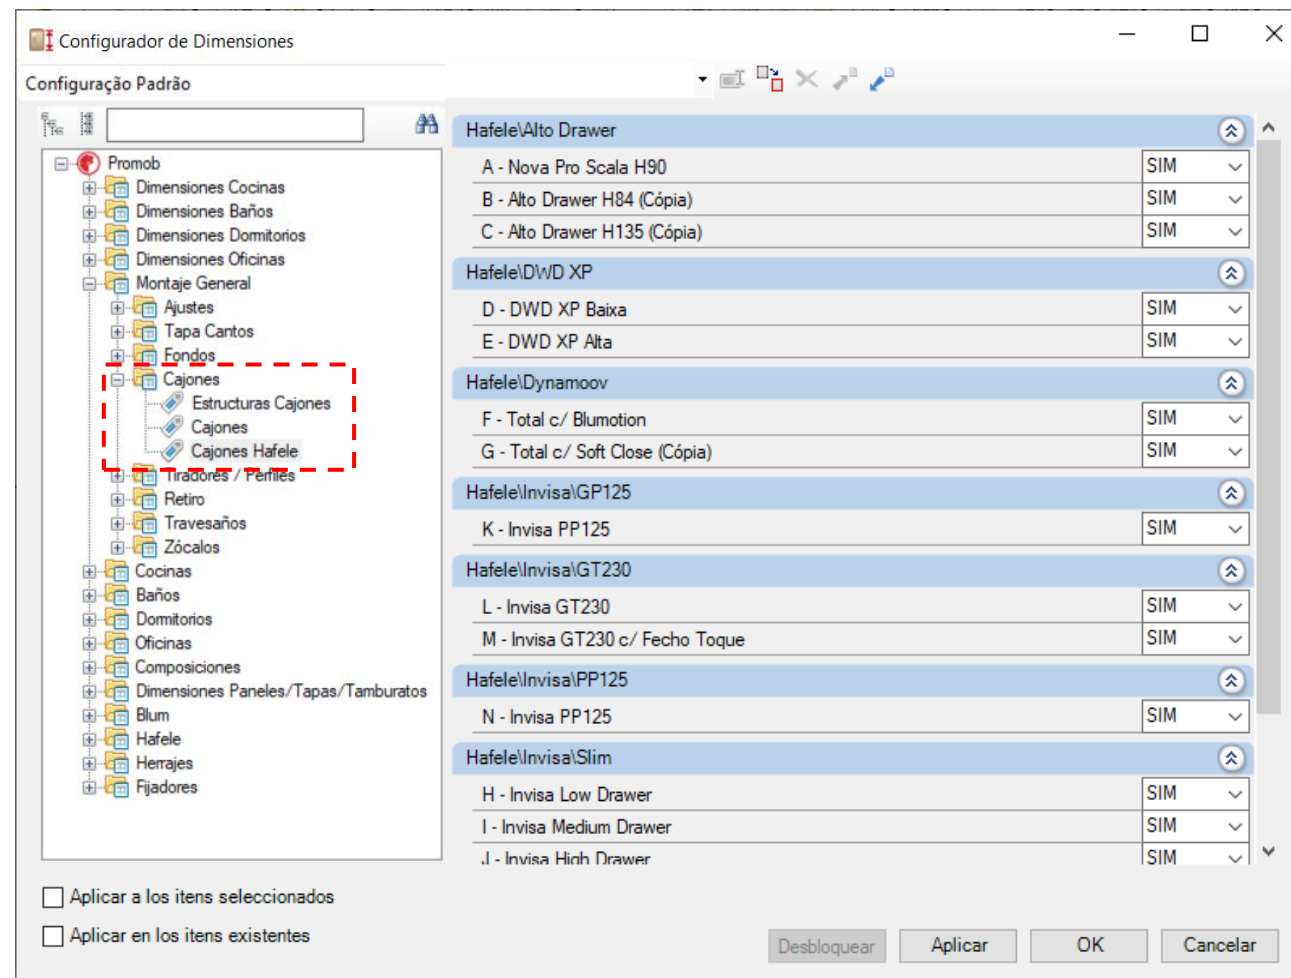 Configurador de Dimensiones
Configuração Padrão
Promob
Dimensiones Cocinas
Dimensiones Baños
Dimensiones Dormitorios
Dimensiones Oficinas
Montaje General
Ajustes
Tapa Cantos
Fondos
Cajones
Estructuras Cajones
Cajones
Cajones Hafele
Tiradores / Perfiles
Retiro
Travesaños
Zócalos
Cocinas
Baños
Dormitorios
Oficinas
Composiciones
Dimensiones Paneles/Tapas/Tamburatos
Blum
Hafele
Herrajes
Fijadores
Hafele\Alto Drawer
A - Nova Pro Scala H90 SIM
B - Alto Drawer H84 (Cópia) SIM
C - Alto Drawer H135 (Cópia) SIM
Hafele\DWD XP
D - DWD XP Baixa SIM
E - DWD XP Alta SIM
Hafele\Dynamoov
F - Total c/ Blumotion SIM
G - Total c/ Soft Close (Cópia) SIM
Hafele\Invisa\GP125
K - Invisa PP125 SIM
Hafele\Invisa\GT230
L - Invisa GT230 SIM
M - Invisa GT230 c/ Fecho Toque SIM
Hafele\Invisa\PP125
N - Invisa PP125 SIM
Hafele\Invisa\Slim
H - Invisa Low Drawer SIM
I - Invisa Medium Drawer SIM
J - Invisa High Drawer SIM
Aplicar a los itens seleccionados
Aplicar en los itens existentes
Desbloquear Aplicar OK Cancelar